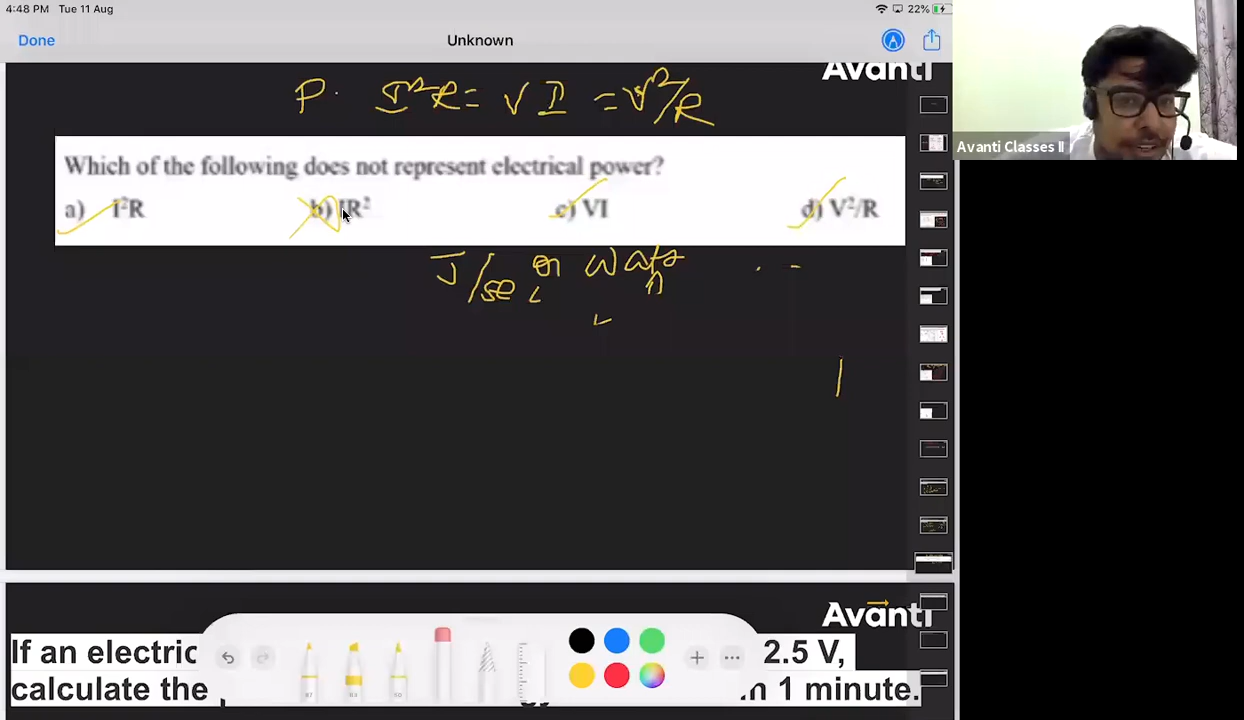 4:48 PM Tue 11 Aug
22%
Done
Unknown
Avanti
P. I²R = VI = V²/R
Avanti Classes II
Which of the following does not represent electrical power?
a) I²R b) IR² c) VI d) V²/R
J/sec or
Avanti
If an electric 2.5 V,
calculate the n 1 minute.